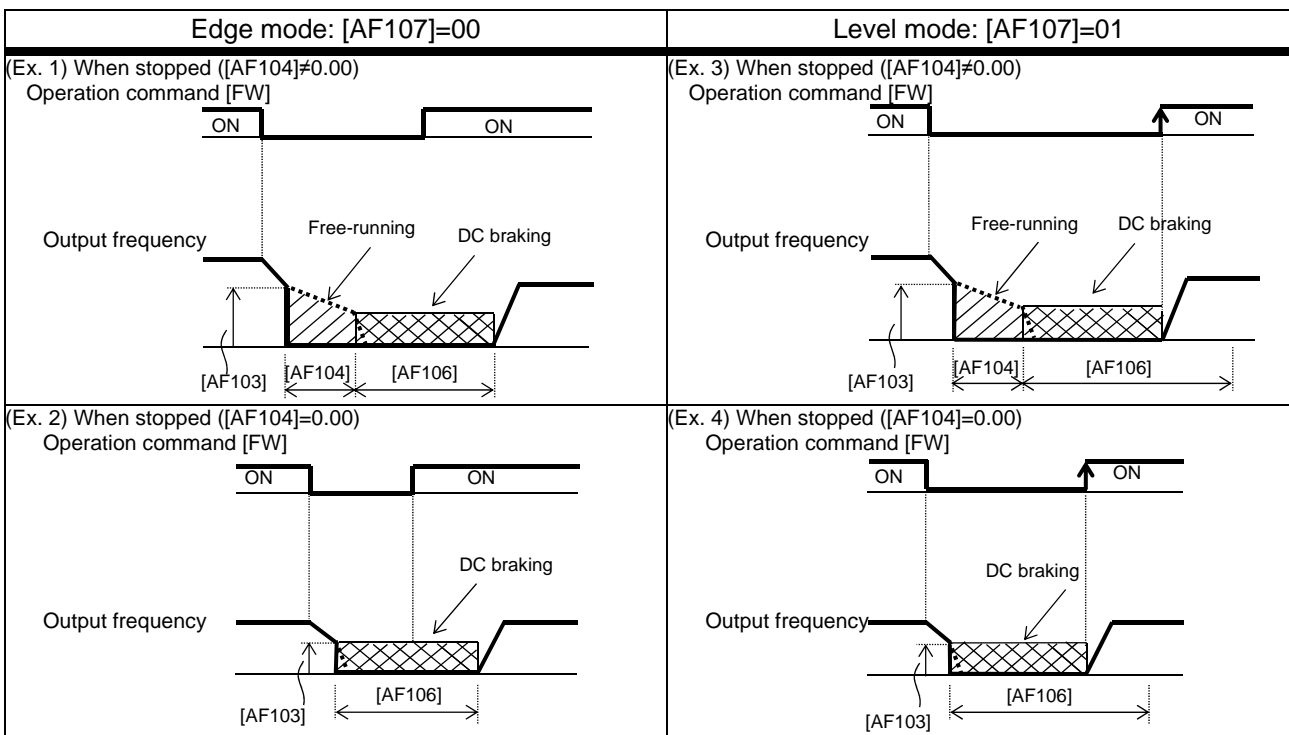 Edge mode: [AF107]=00
Level mode: [AF107]=01
(Ex. 1) When stopped ([AF104]≠0.00)
Operation command [FW]
ON
ON
Output frequency
Free-running
DC braking
[AF103]
[AF104]
[AF106]
(Ex. 3) When stopped ([AF104]≠0.00)
Operation command [FW]
ON
ON
Output frequency
Free-running
DC braking
[AF103]
[AF104]
[AF106]
(Ex. 2) When stopped ([AF104]=0.00)
Operation command [FW]
ON
ON
DC braking
Output frequency
[AF106]
[AF103]
(Ex. 4) When stopped ([AF104]=0.00)
Operation command [FW]
ON
ON
DC braking
Output frequency
[AF106]
[AF103]